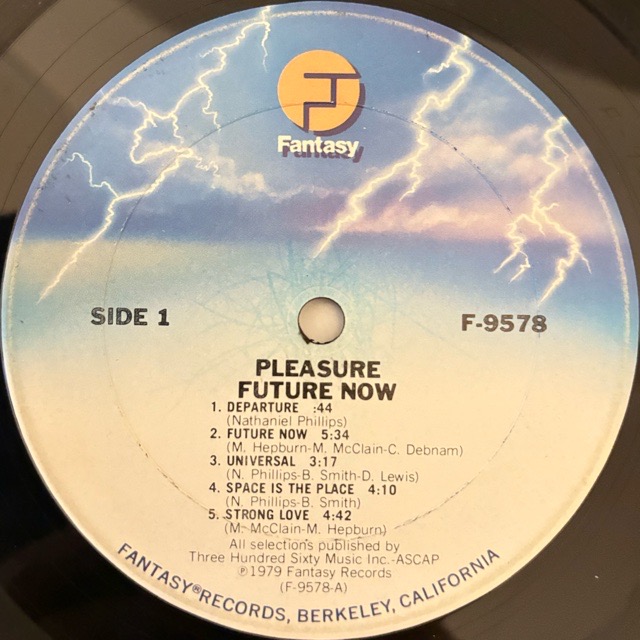 Fantasy
SIDE 1
F-9578
PLEASURE
FUTURE NOW
1. DEPARTURE :44
(Nathaniel Phillips)
2. FUTURE NOW 5:34
(M. Hepburn-M. McClain-C. Debnam)
3. UNIVERSAL 3:17
(N. Phillips-B. Smith-D. Lewis)
4. SPACE IS THE PLACE 4:10
(N. Phillips-B. Smith)
5. STRONG LOVE 4:42
(M. McClain-M. Hepburn)
All selections published by
Three Hundred Sixty Music Inc.-ASCAP
℗1979 Fantasy Records
(F-9578-A)
FANTASY® RECORDS, BERKELEY, CALIFORNIA